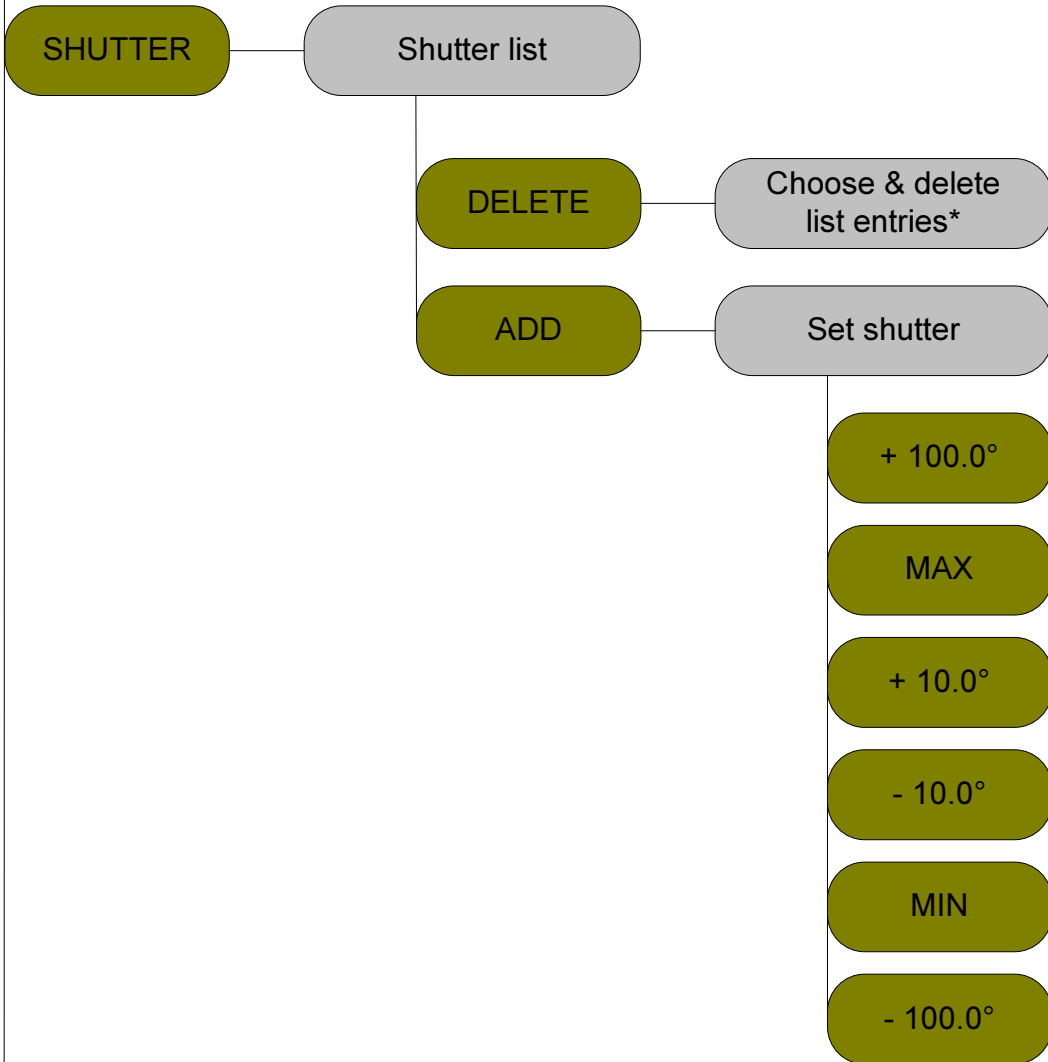 SHUTTER
Shutter list
DELETE
Choose & delete
list entries*
ADD
Set shutter
+ 100.0°
MAX
+ 10.0°
- 10.0°
MIN
- 100.0°